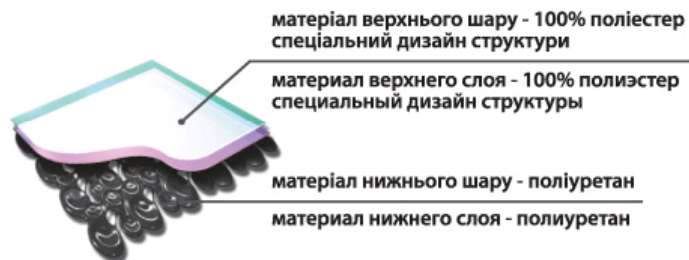 матеріал верхнього шару - 100% поліестер
спеціальний дизайн структури
материал верхнего слоя - 100% полиэстер
специальный дизайн структуры
матеріал нижнього шару - поліуретан
материал нижнего слоя - полиуретан